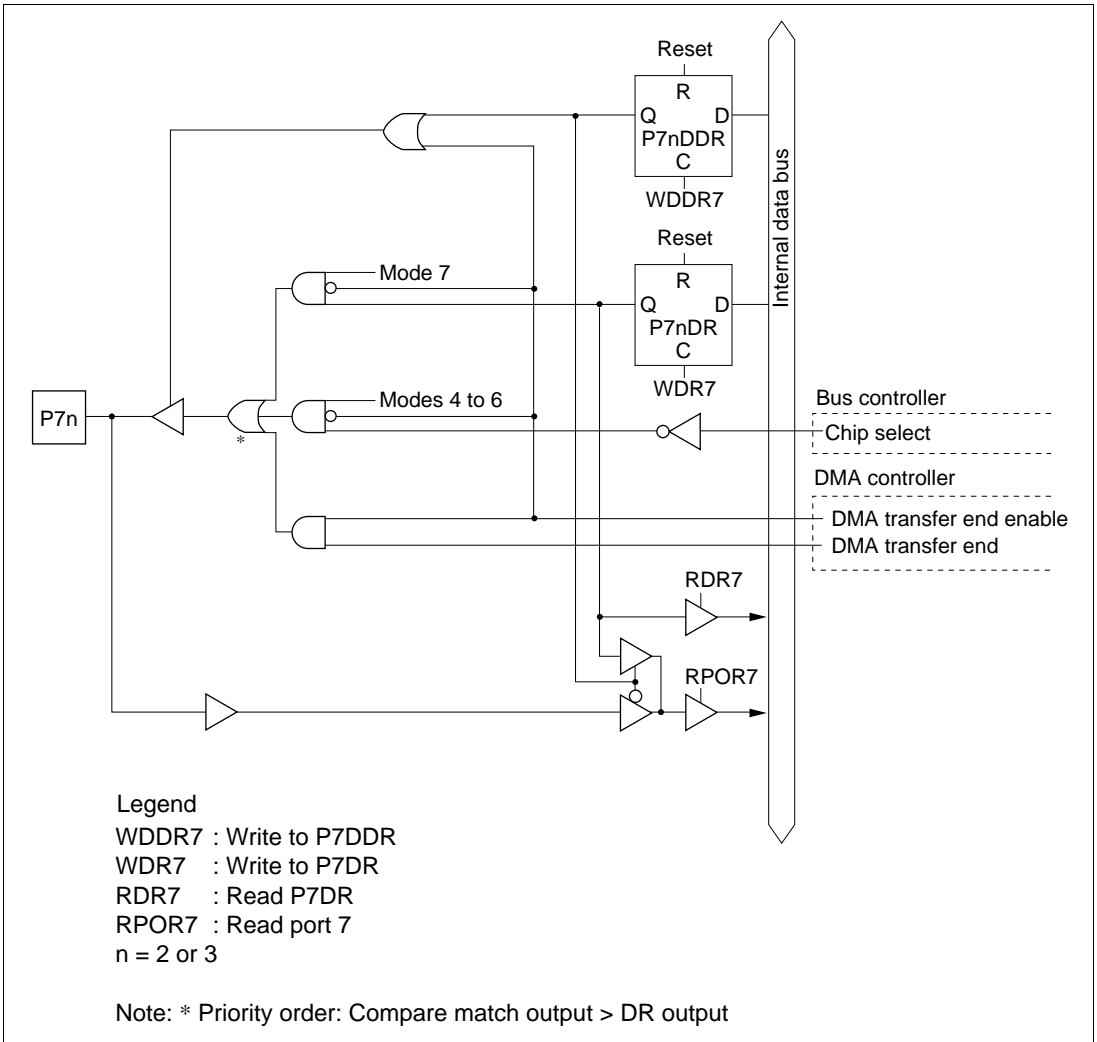 Reset
R
Q D
P7nDDR
C
WDDR7
Reset
R
Q D
P7nDR
C
WDR7
Internal data bus
Mode 7
Modes 4 to 6
P7n
*
Bus controller
Chip select
DMA controller
DMA transfer end enable
DMA transfer end
RDR7
RPOR7
Legend
WDDR7 : Write to P7DDR
WDR7 : Write to P7DR
RDR7 : Read P7DR
RPOR7 : Read port 7
n = 2 or 3
Note: * Priority order: Compare match output > DR output